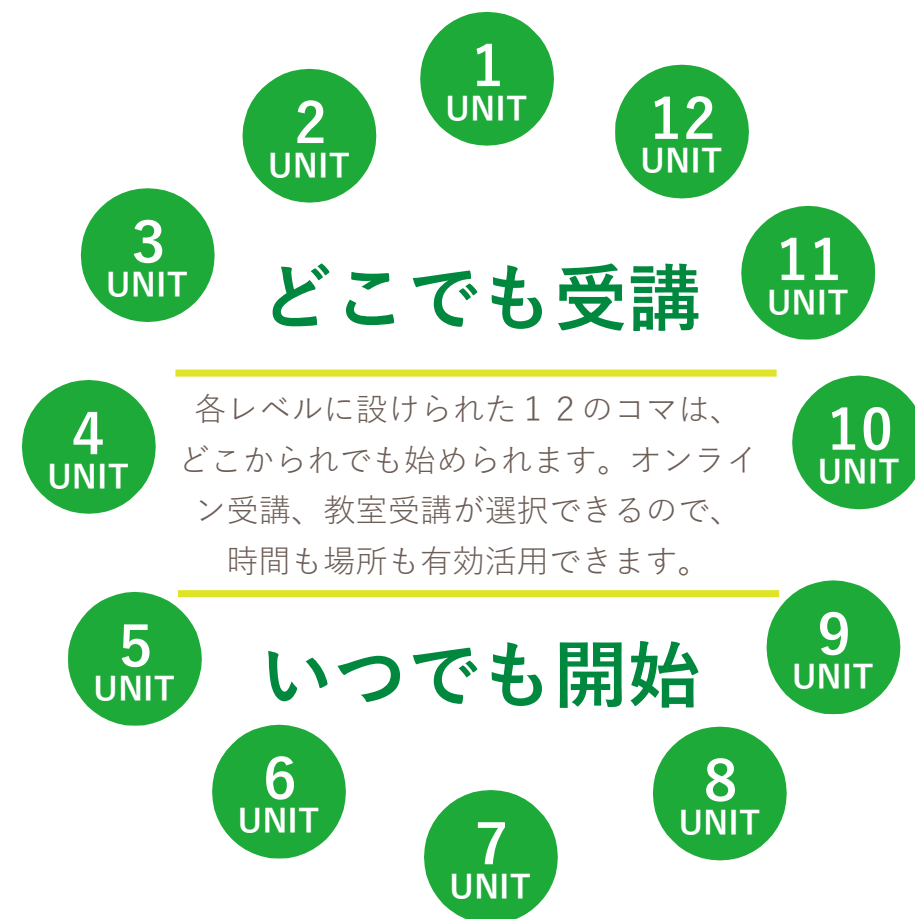 1
UNIT
2
UNIT
12
UNIT
3
UNIT
11
UNIT
どこでも受講
各レベルに設けられた１２のコマは、
どこかられでも始められます。オンライ
ン受講、教室受講が選択できるので、
時間も場所も有効活用できます。
4
UNIT
10
UNIT
いつでも開始
5
UNIT
9
UNIT
6
UNIT
8
UNIT
7
UNIT